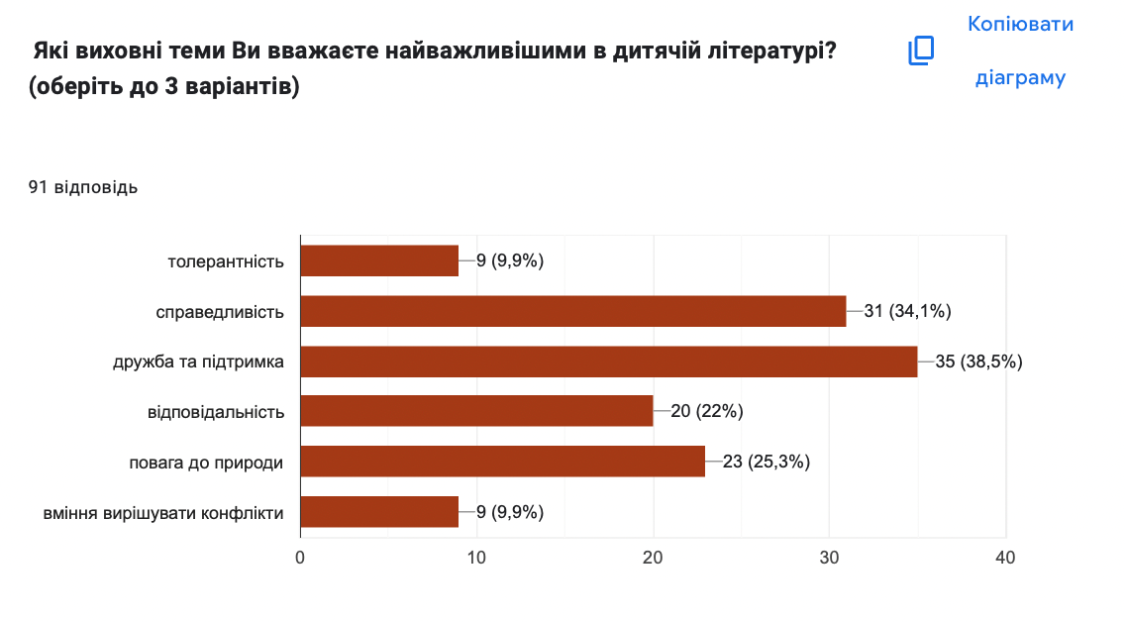 Які виховні теми Ви вважаєте найважливішими в дитячій літературі?
(оберіть до 3 варіантів)
Копіювати
діаграму
91 відповідь
толерантність 9 (9,9%)
справедливість 31 (34,1%)
дружба та підтримка 35 (38,5%)
відповідальність 20 (22%)
повага до природи 23 (25,3%)
вміння вирішувати конфлікти 9 (9,9%)
0 10 20 30 40